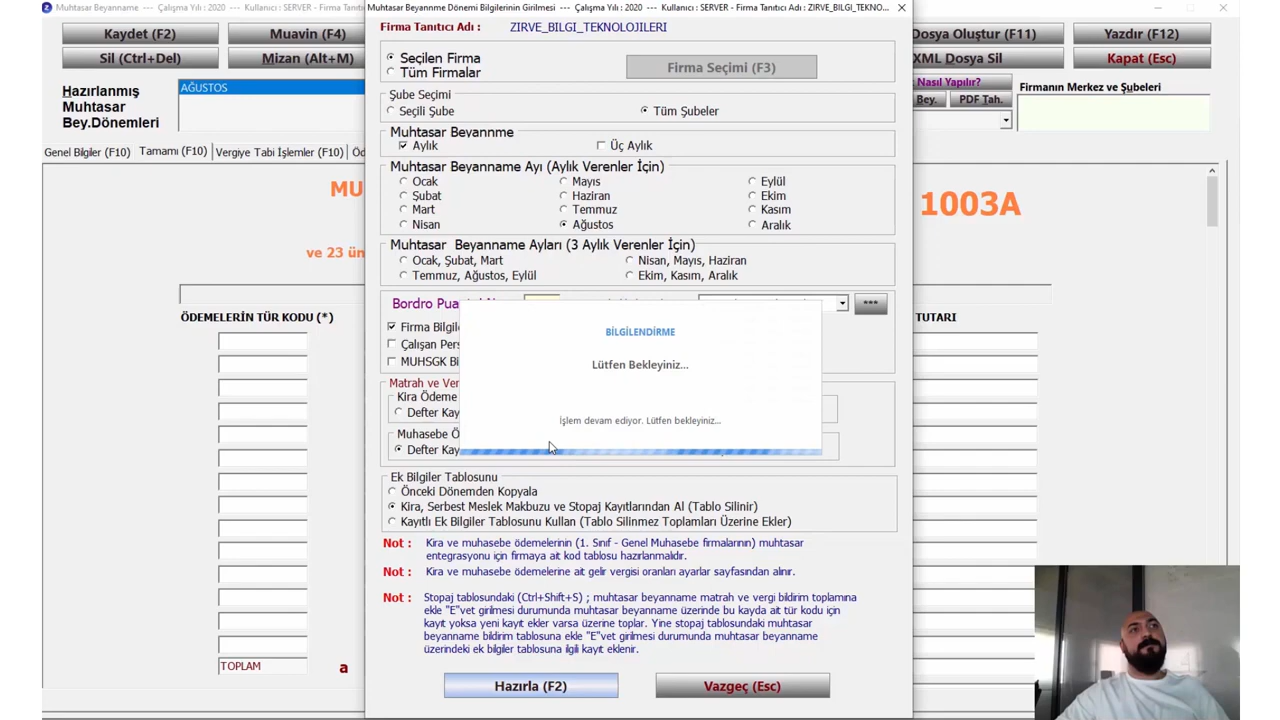 Muhtasar Beyanname --- Çalışma Yılı : 2020 --- Kullanıcı : SERVER - Firma Tanıtıcı
Muhtasar Beyannme Dönemi Bilgilerinin Girilmesi --- Çalışma Yılı : 2020 --- Kullanıcı : SERVER - Firma Tanıtıcı Adı : ZIRVE_BILGI_TEKNO...
Kaydet (F2)
Muavin (F4)
Sil (Ctrl+Del)
Mizan (Alt+M)
Dosya Oluştur (F11)
Yazdır (F12)
XML Dosya Sil
Kapat (Esc)
Hazırlanmış
Muhtasar
Bey.Dönemleri
AĞUSTOS
Nasıl Yapılır?
Bey.
PDF Tah.
Firmanın Merkez ve Şubeleri
Genel Bilgiler (F10)
Tamamı (F10)
Vergiye Tabi İşlemler (F10)
Öd
MU
1003A
ve 23 ün
ÖDEMELERİN TÜR KODU (*)
TUTARI
TOPLAM
a
Firma Tanıtıcı Adı :
ZIRVE_BILGI_TEKNOLOJILERI
Seçilen Firma
Tüm Firmalar
Firma Seçimi (F3)
Şube Seçimi
Seçili Şube
Tüm Şubeler
Muhtasar Beyannme
Aylık
Üç Aylık
Muhtasar Beyanname Ayı (Aylık Verenler İçin)
Ocak
Mayıs
Eylül
Şubat
Haziran
Ekim
Mart
Temmuz
Kasım
Nisan
Ağustos
Aralık
Muhtasar Beyanname Ayları (3 Aylık Verenler İçin)
Ocak, Şubat, Mart
Nisan, Mayıs, Haziran
Temmuz, Ağustos, Eylül
Ekim, Kasım, Aralık
Bordro Pua
***
Firma Bilgil
Çalışan Pers
MUHSGK Bi
BİLGİLENDİRME
Lütfen Bekleyiniz...
İşlem devam ediyor. Lütfen bekleyiniz...
Matrah ve Ver
Kira Ödeme
Defter Kay
Muhasebe Ö
Defter Kay
Ek Bilgiler Tablosunu
Önceki Dönemden Kopyala
Kira, Serbest Meslek Makbuzu ve Stopaj Kayıtlarından Al (Tablo Silinir)
Kayıtlı Ek Bilgiler Tablosunu Kullan (Tablo Silinmez Toplamları Üzerine Ekler)
Not : Kira ve muhasebe ödemelerinin (1. Sınıf - Genel Muhasebe firmalarının) muhtasar
entegrasyonu için firmaya ait kod tablosu hazırlanmalıdır.
Not : Kira ve muhasebe ödemelerine ait gelir vergisi oranları ayarlar sayfasından alınır.
Not : Stopaj tablosundaki (Ctrl+Shift+S) ; muhtasar beyanname matrah ve vergi bildirim toplamına
ekle "E"vet girilmesi durumunda muhtasar beyanname üzerinde bu kayda ait tür kodu için
kayıt yoksa yeni kayıt ekler varsa üzerine toplar. Yine stopaj tablosundaki muhtasar
beyanname bildirim tablosuna ekle "E"vet girilmesi durumunda muhtasar beyanname
üzerindeki ek bilgiler tablosuna ilgili kayıt eklenir.
Hazırla (F2)
Vazgeç (Esc)